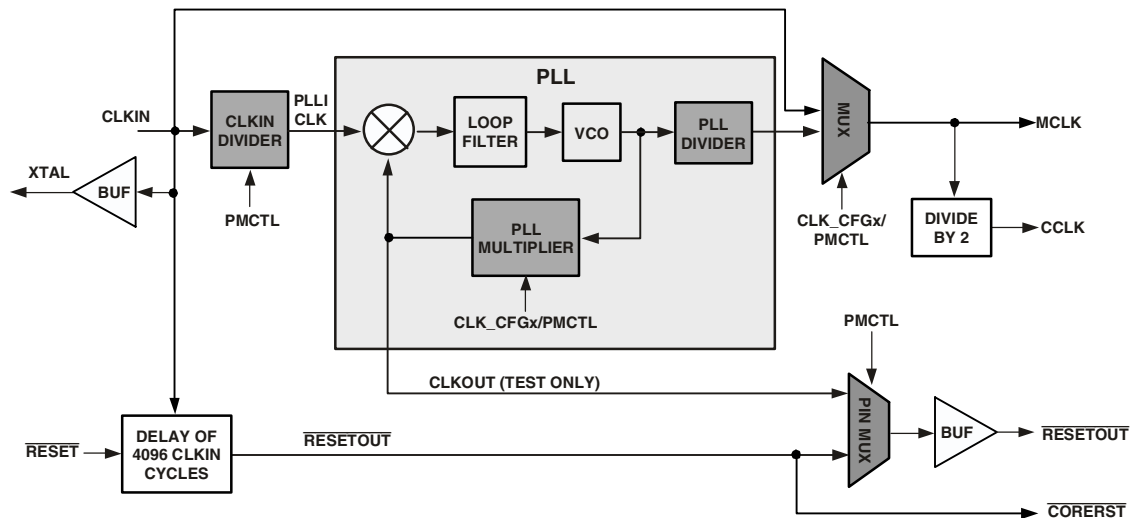 PLL
CLKIN
CLKIN
DIVIDER
PLLI
CLK
LOOP
FILTER
VCO
PLL
DIVIDER
MUX
MCLK
XTAL
BUF
PMCTL
PLL
MULTIPLIER
CLK_CFGx/
PMCTL
DIVIDE
BY 2
CCLK
CLK_CFGx/PMCTL
PMCTL
CLKOUT (TEST ONLY)
PIN MUX
BUF
RESETOUT
RESET
DELAY OF
4096 CLKIN
CYCLES
RESETOUT
CORERST